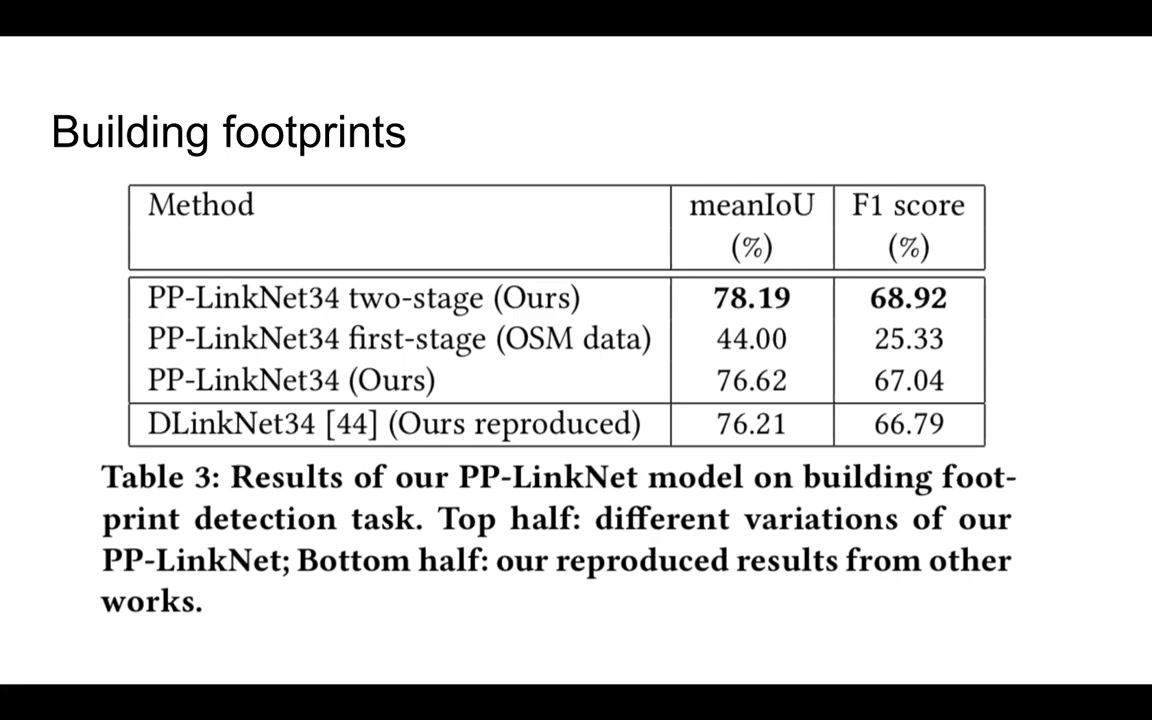 Building footprints
Method meanIoU F1 score
(%) (%)
PP-LinkNet34 two-stage (Ours) 78.19 68.92
PP-LinkNet34 first-stage (OSM data) 44.00 25.33
PP-LinkNet34 (Ours) 76.62 67.04
DLinkNet34 [44] (Ours reproduced) 76.21 66.79
Table 3: Results of our PP-LinkNet model on building foot-
print detection task. Top half: different variations of our
PP-LinkNet; Bottom half: our reproduced results from other
works.